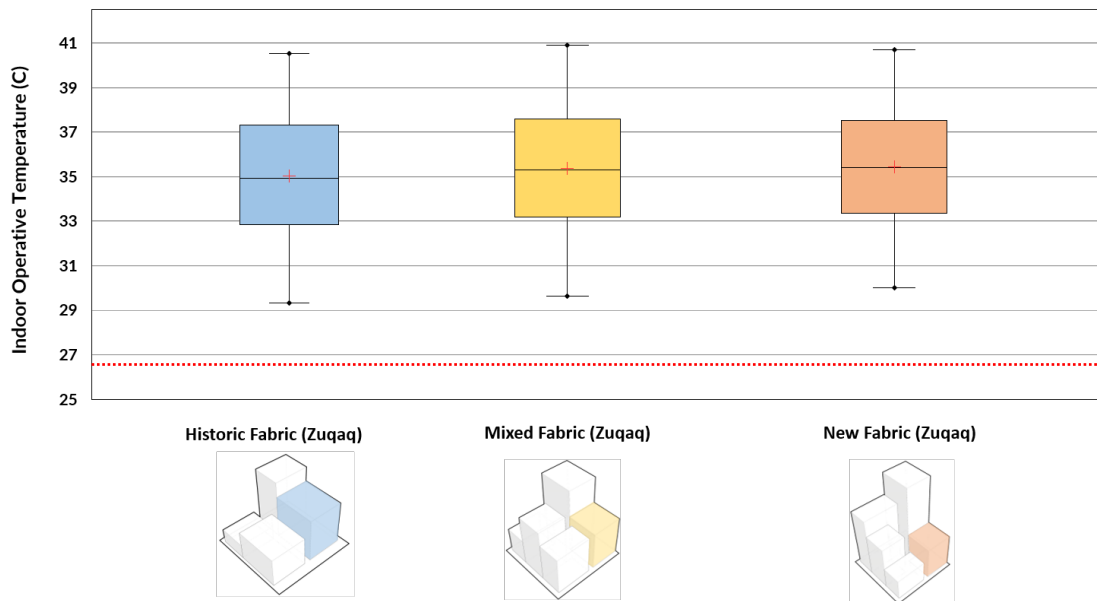 Indoor Operative Temperature (C)
41
39
37
35
33
31
29
27
25
Historic Fabric (Zuqaq)
Mixed Fabric (Zuqaq)
New Fabric (Zuqaq)